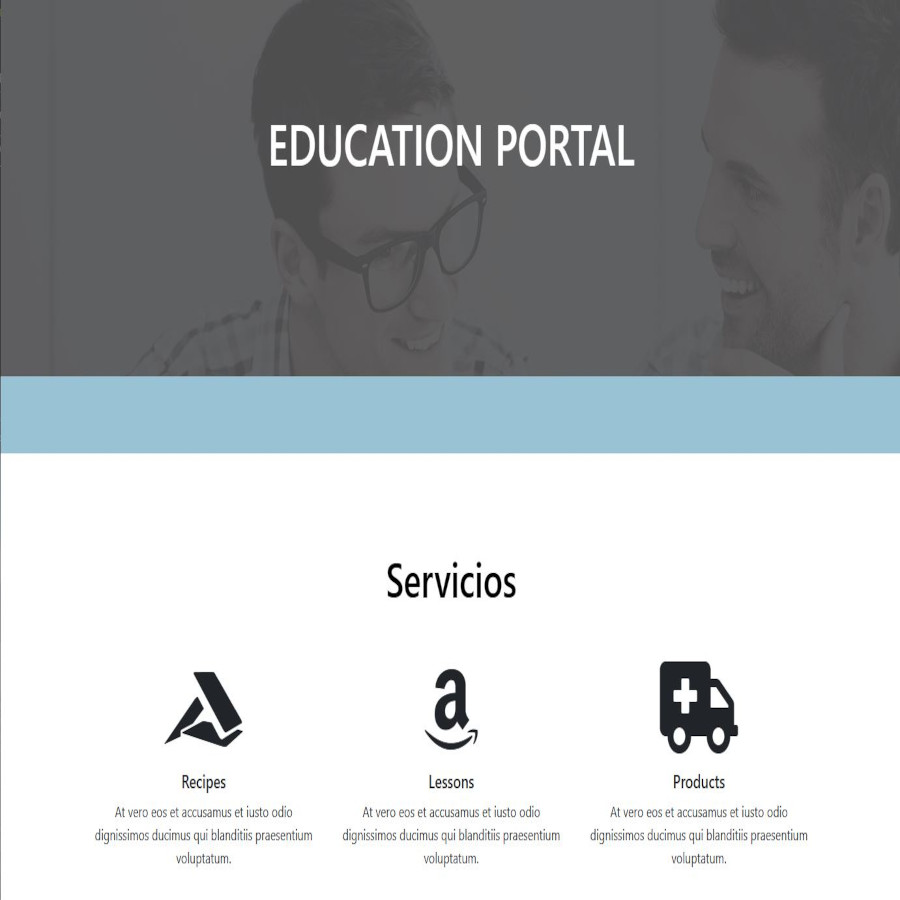 EDUCATION PORTAL
Servicios
Recipes
At vero eos et accusamus et iusto odio
dignissimos ducimus qui blanditiis praesentium
voluptatum.
Lessons
At vero eos et accusamus et iusto odio
dignissimos ducimus qui blanditiis praesentium
voluptatum.
Products
At vero eos et accusamus et iusto odio
dignissimos ducimus qui blanditiis praesentium
voluptatum.